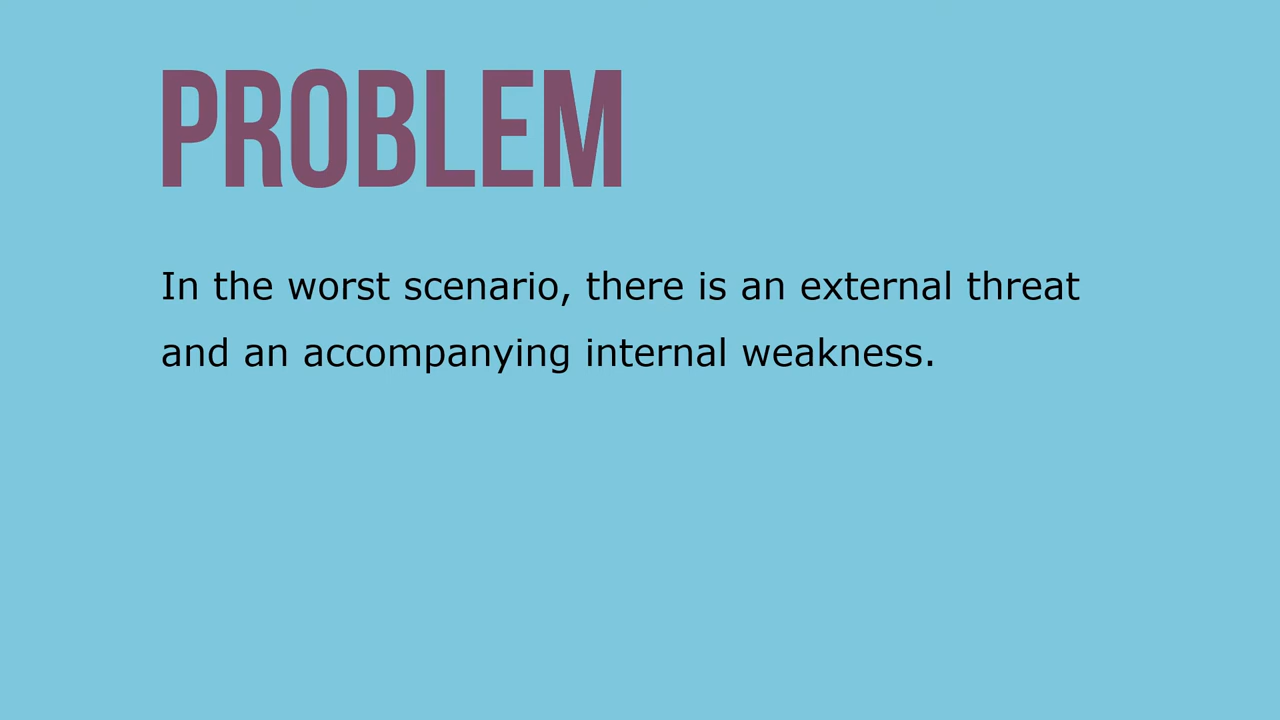 PROBLEM
In the worst scenario, there is an external threat
and an accompanying internal weakness.